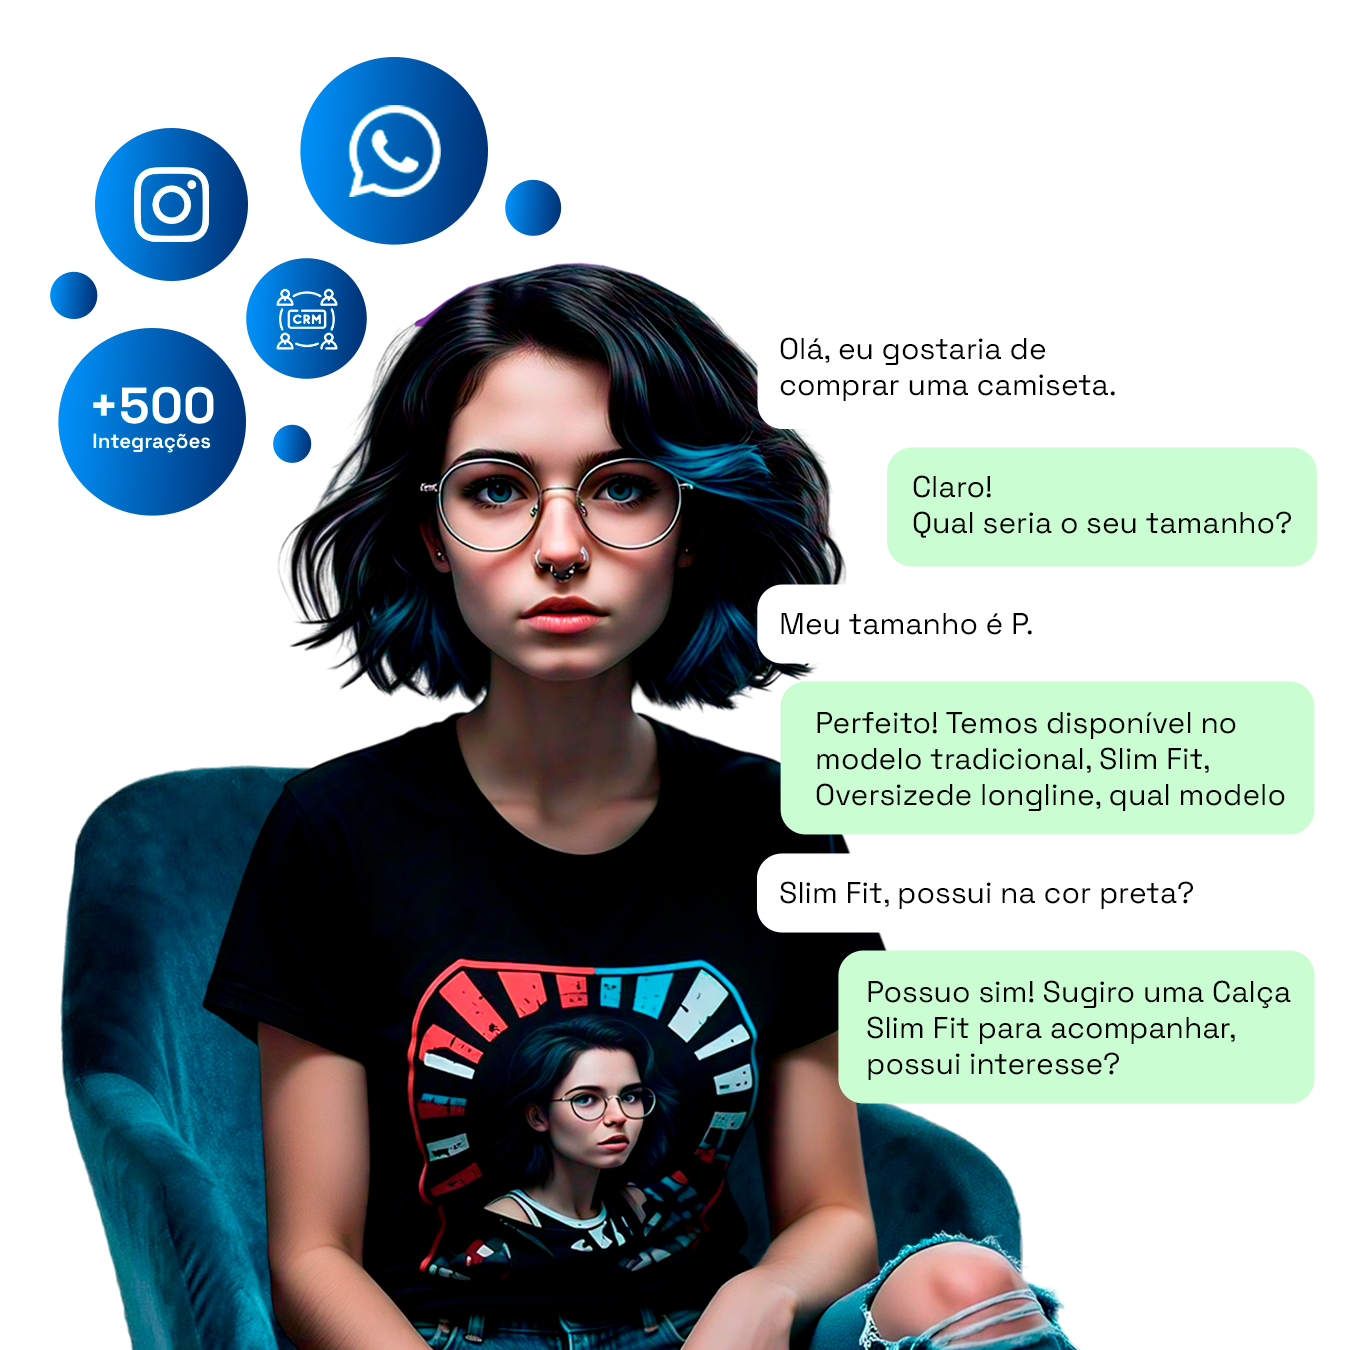 CRM
+500
Integrações
Olá, eu gostaria de
comprar uma camiseta.
Claro!
Qual seria o seu tamanho?
Meu tamanho é P.
Perfeito! Temos disponível no
modelo tradicional, Slim Fit,
Oversizede longline, qual modelo
Slim Fit, possui na cor preta?
Possuo sim! Sugiro uma Calça
Slim Fit para acompanhar,
possui interesse?